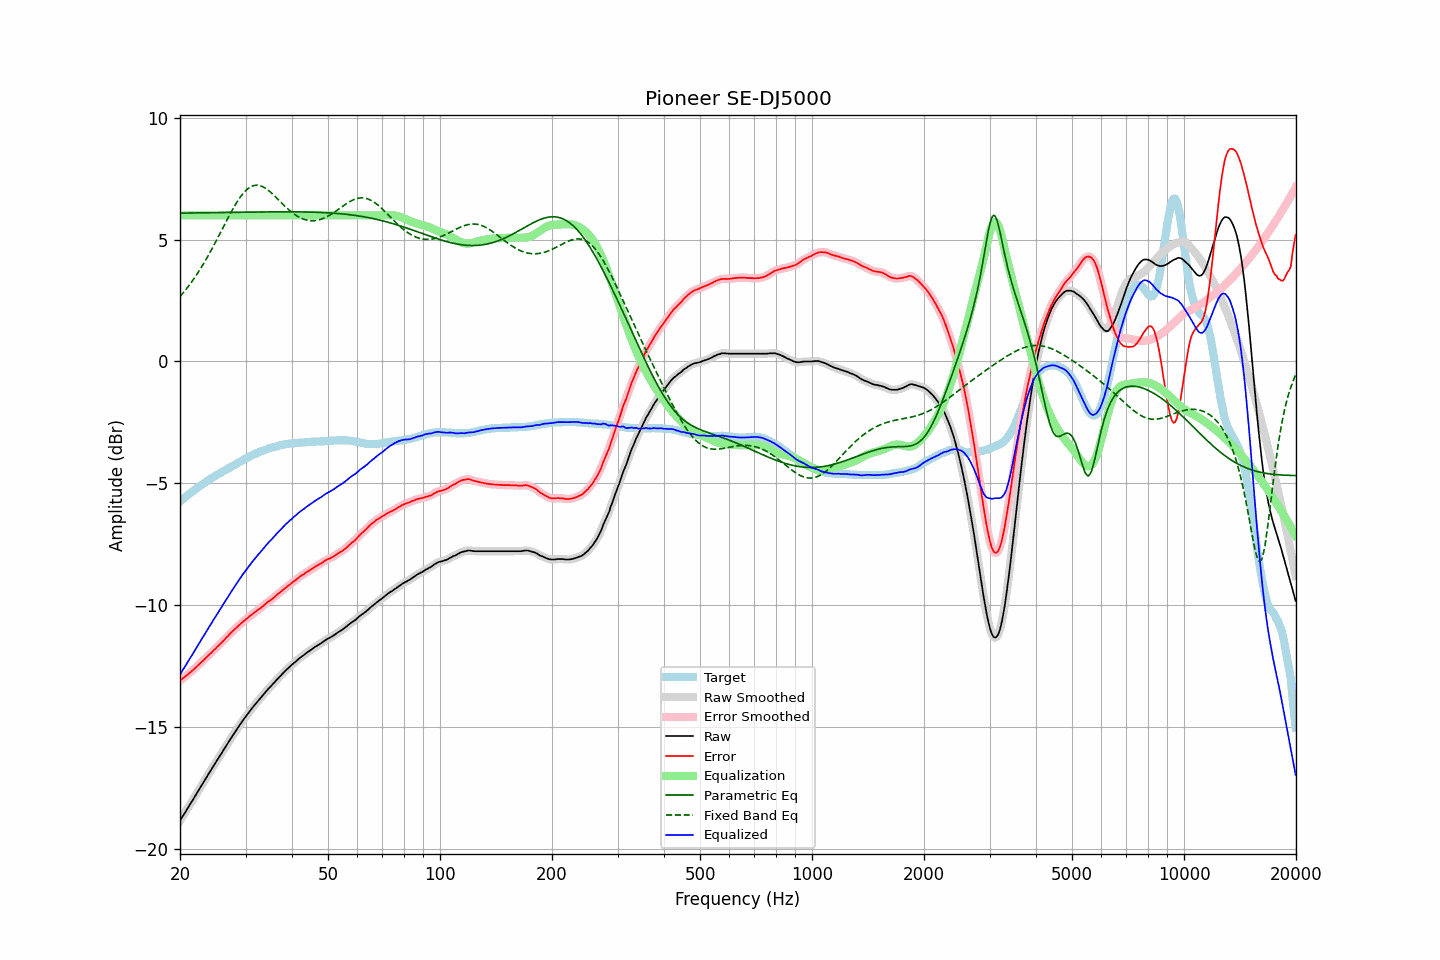 Pioneer SE-DJ5000
Amplitude (dBr)
10
5
0
−5
−10
−15
−20
Target
Raw Smoothed
Error Smoothed
Raw
Error
Equalization
Parametric Eq
Fixed Band Eq
Equalized
20 50 100 200 500 1000 2000 5000 10000 20000
Frequency (Hz)